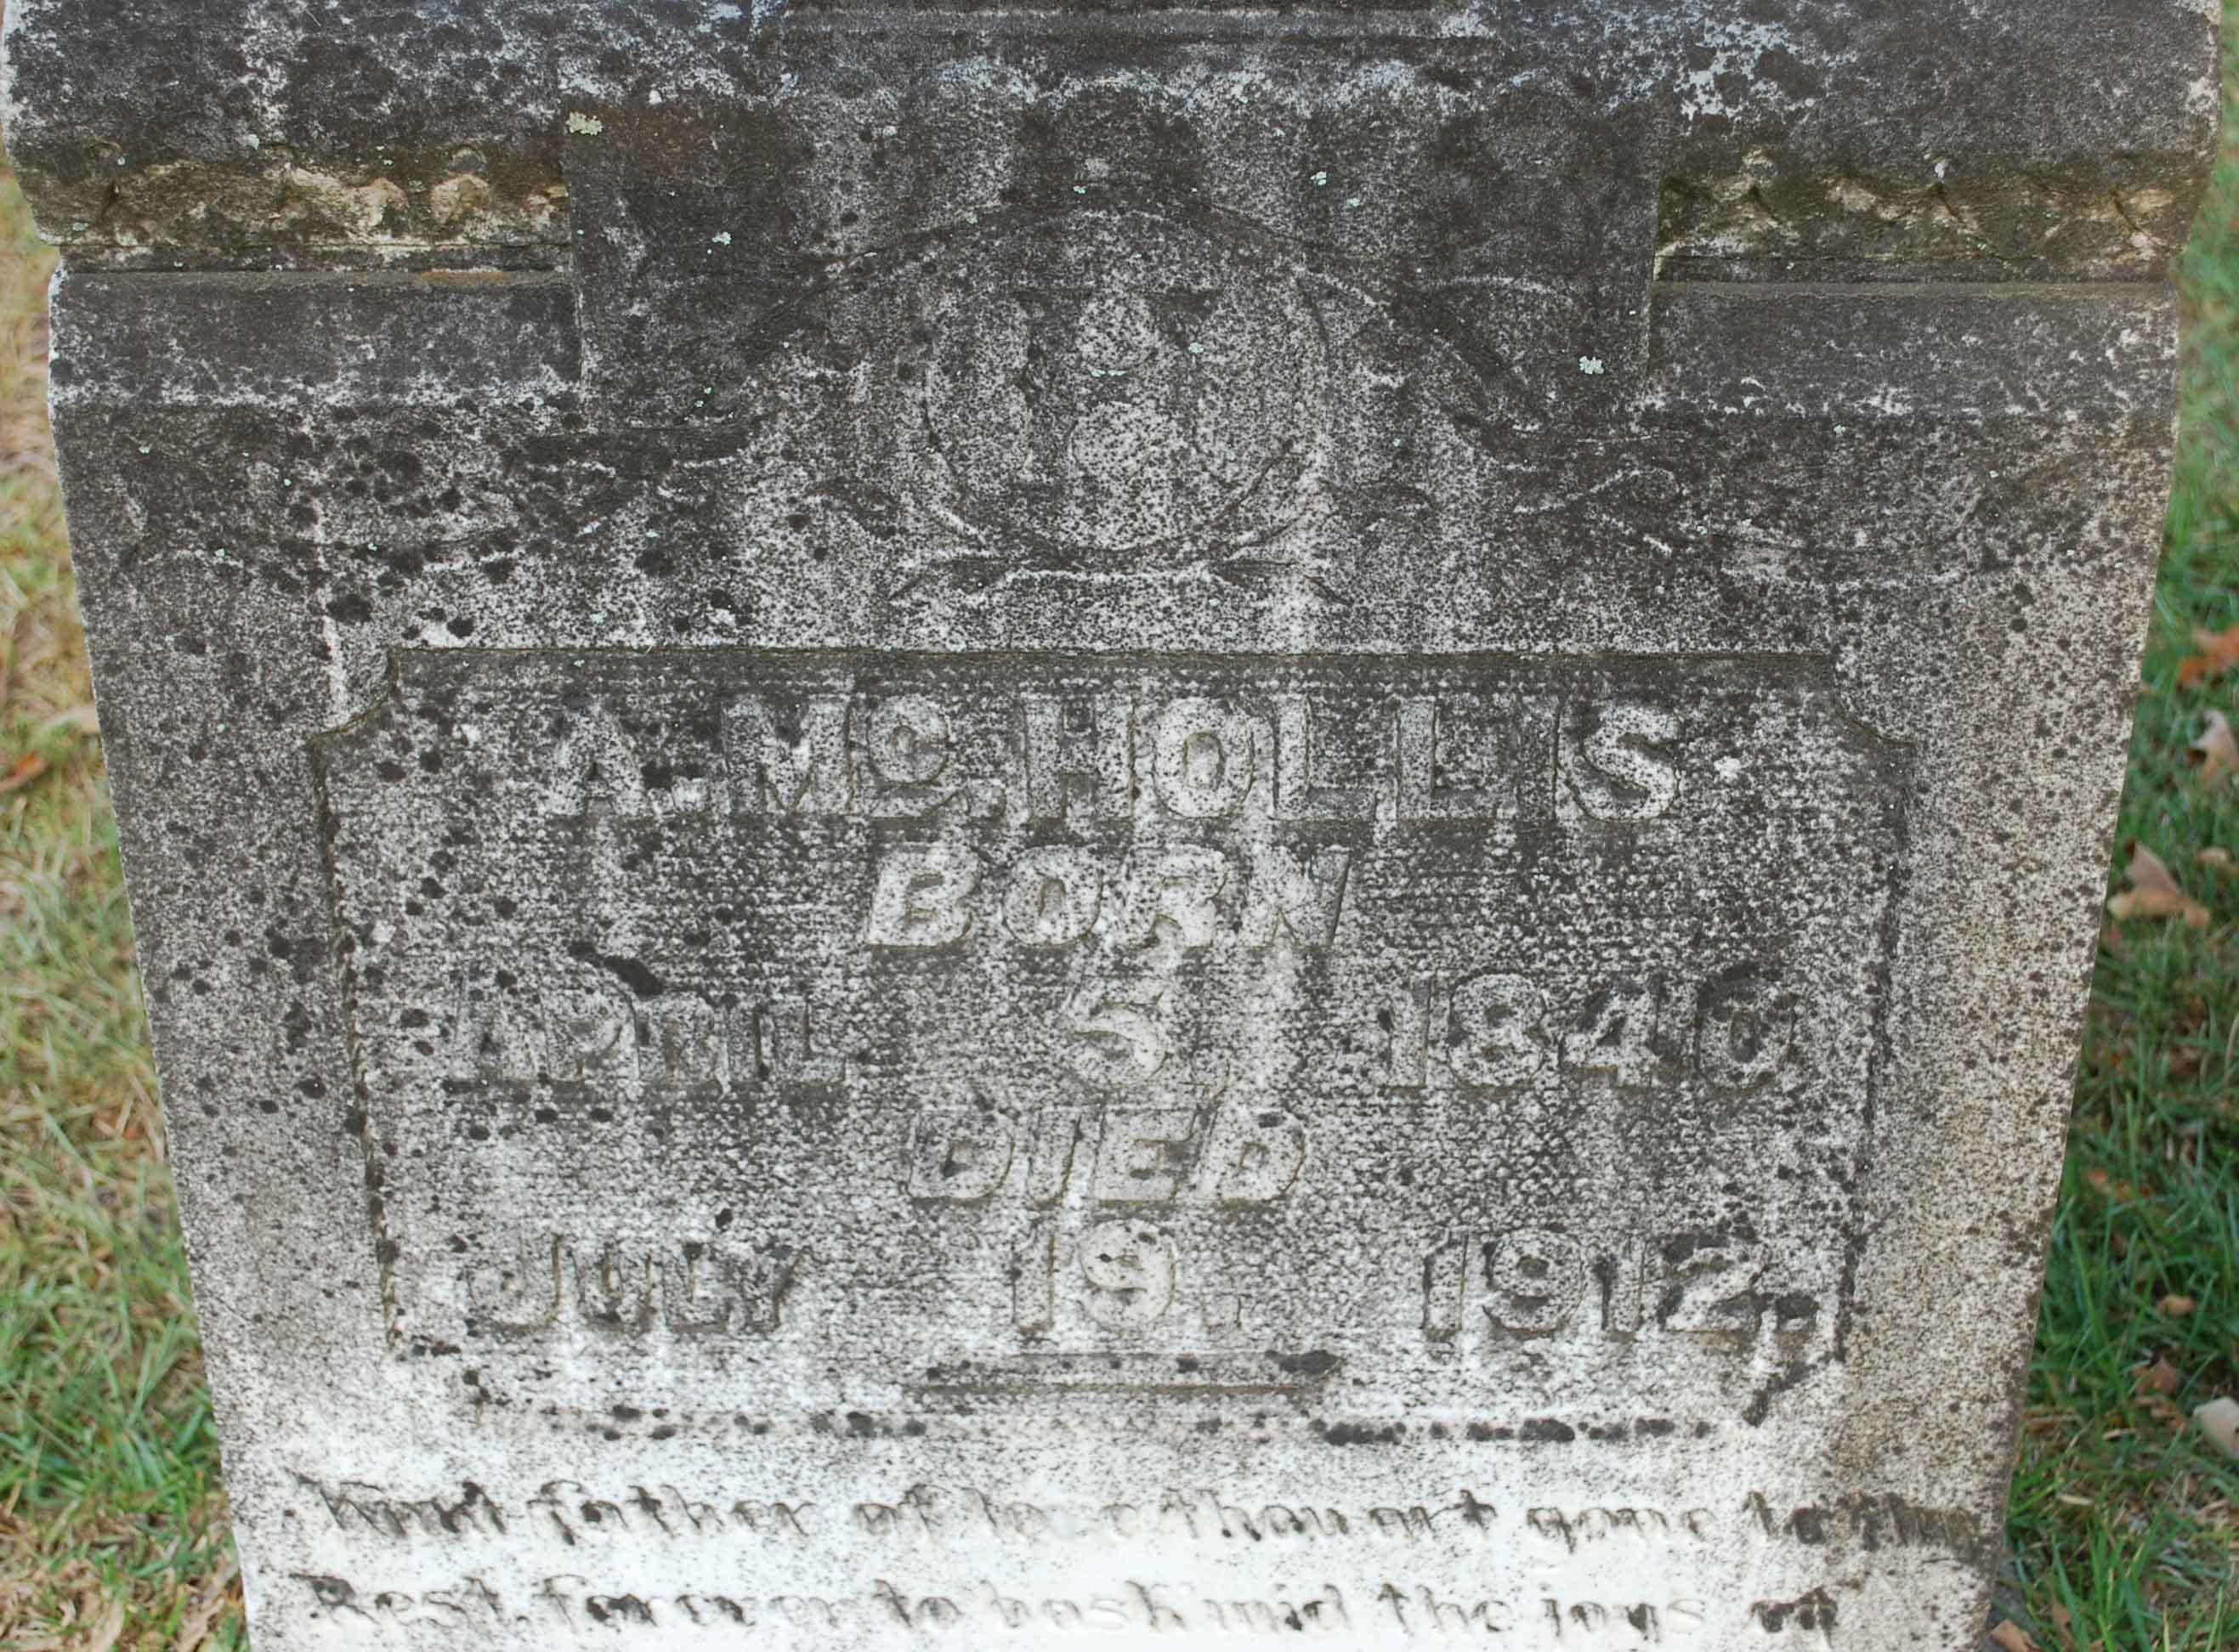 H
A. Mc. HOLLIS
BORN
APRIL 5, 1840
DIED
JULY 19. 1912.
Kind father of love thou art gone to thy
Rest forever to bask mid the joys of